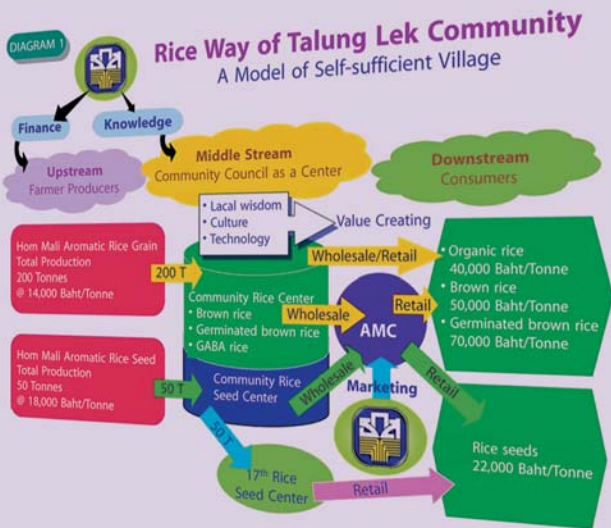 DIAGRAM 1
Rice Way of Talung Lek Community
A Model of Self-sufficient Village
Finance
Knowledge
Upstream
Farmer Producers
Middle Stream
Community Council as a Center
Downstream
Consumers
• Lacal wisdom
• Culture
• Technology
Value Creating
Hom Mali Aromatic Rice Grain
Total Production
200 Tonnes
@ 14,000 Baht/Tonne
200 T
Wholesale/Retail
Community Rice Center
• Brown rice
• Germinated brown rice
• GABA rice
Wholesale
AMC
Retail
• Organic rice
40,000 Baht/Tonne
• Brown rice
50,000 Baht/Tonne
• Germinated brown rice
70,000 Baht/Tonne
Hom Mali Aromatic Rice Seed
Total Production
50 Tonnes
@ 18,000 Baht/Tonne
50 T
Community Rice
Seed Center
Wholesale
Marketing
Retail
50 T
17th Rice
Seed Center
Retail
Rice seeds
22,000 Baht/Tonne